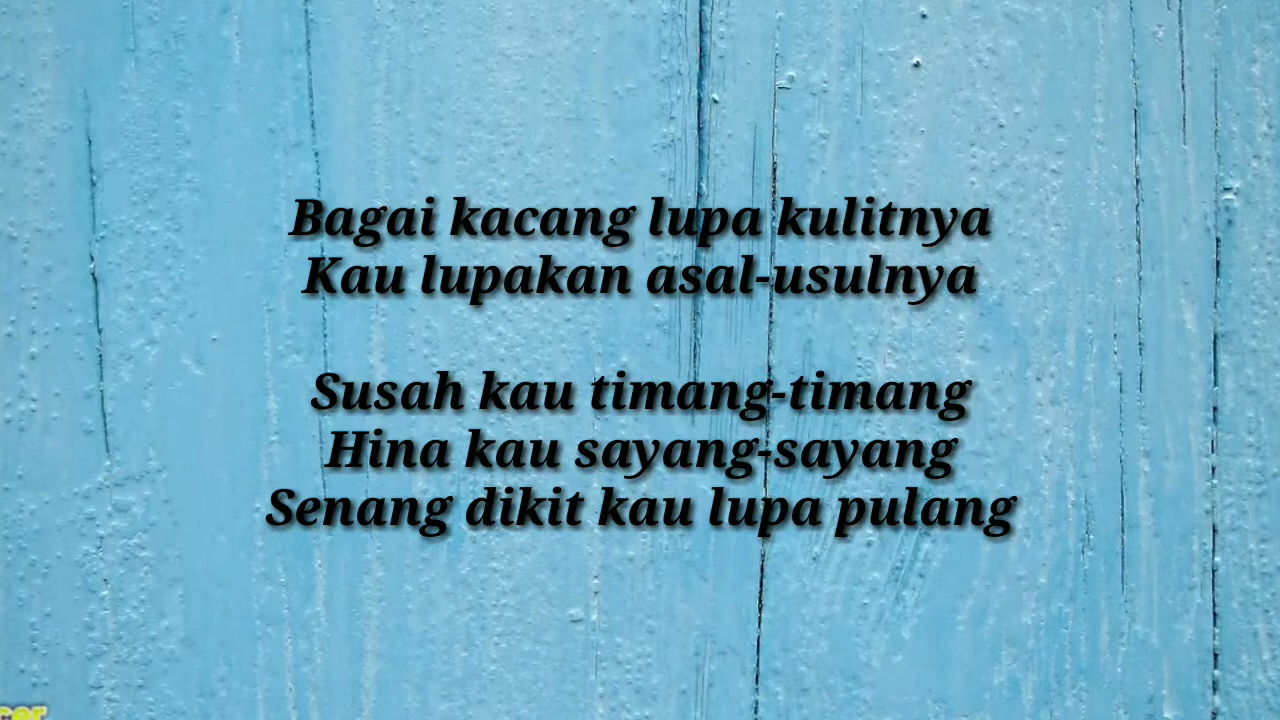 Bagai kacang lupa kulitnya
Kau lupakan asal-usulnya
Susah kau timang-timang
Hina kau sayang-sayang
Senang dikit kau lupa pulang